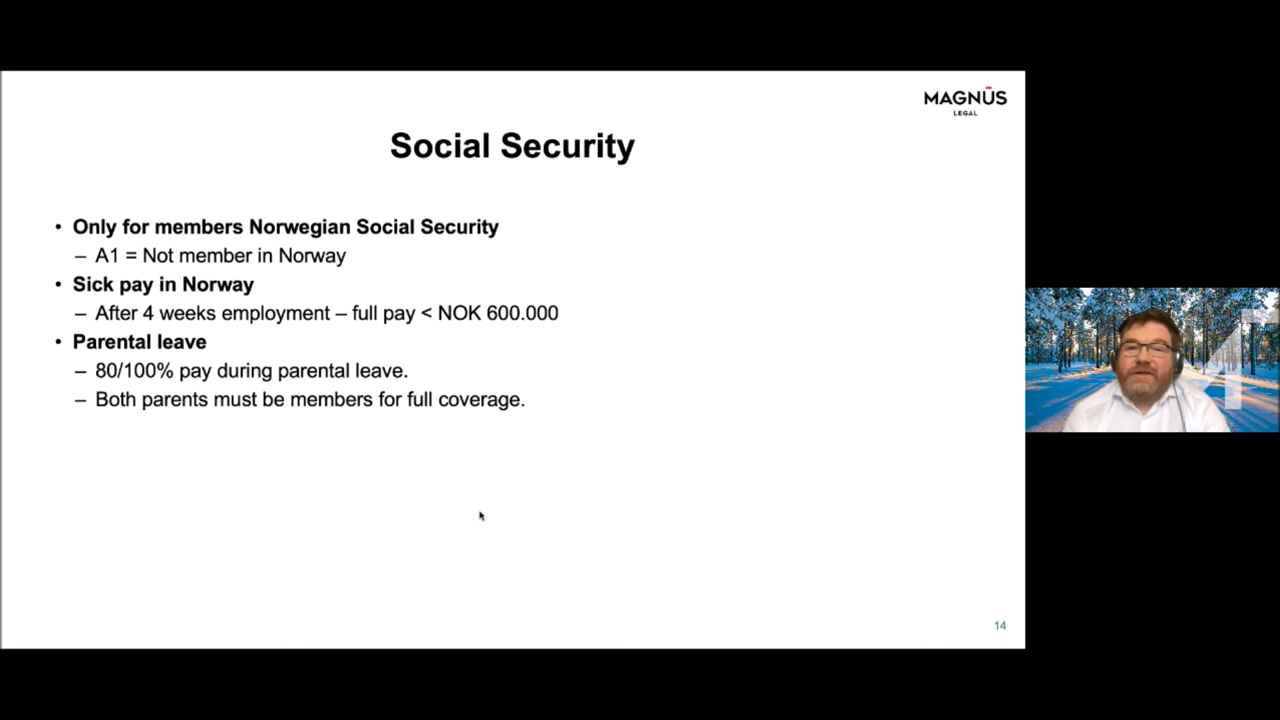 MAGNŪS
LEGAL
Social Security
• Only for members Norwegian Social Security
– A1 = Not member in Norway
• Sick pay in Norway
– After 4 weeks employment – full pay < NOK 600.000
• Parental leave
– 80/100% pay during parental leave.
– Both parents must be members for full coverage.
14